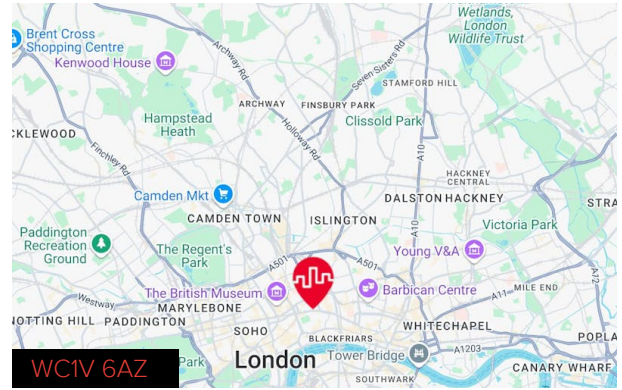 Wetlands,
London
Wildlife Trust
Brent Cross
Shopping Centre
Kenwood House
Archway Rd
Seven Sisters Rd
STAMFORD HILL
ARCHWAY
FINSBURY PARK
Hampstead
Heath
Holloway Rd
Clissold Park
CKLEWOOD
Finchley Rd
A10
HACKNEY
CENTRAL
Camden Mkt
DALSTON
HACKNEY
STRA
CAMDEN TOWN
ISLINGTON
Victoria Park
Paddington
Recreation
Ground
The Regent's
Park
A501
A501
Young V&A
A10
A12
The British Museum
Barbican Centre
A11
MILE END
Westway
MARYLEBONE
NOTTING HILL
PADDINGTON
SOHO
WHITECHAPEL
BLACKFRIARS
POPLA
WC1V 6AZ
London
Tower Bridge
A1203
CANARY WHARF
SOUTHWARK